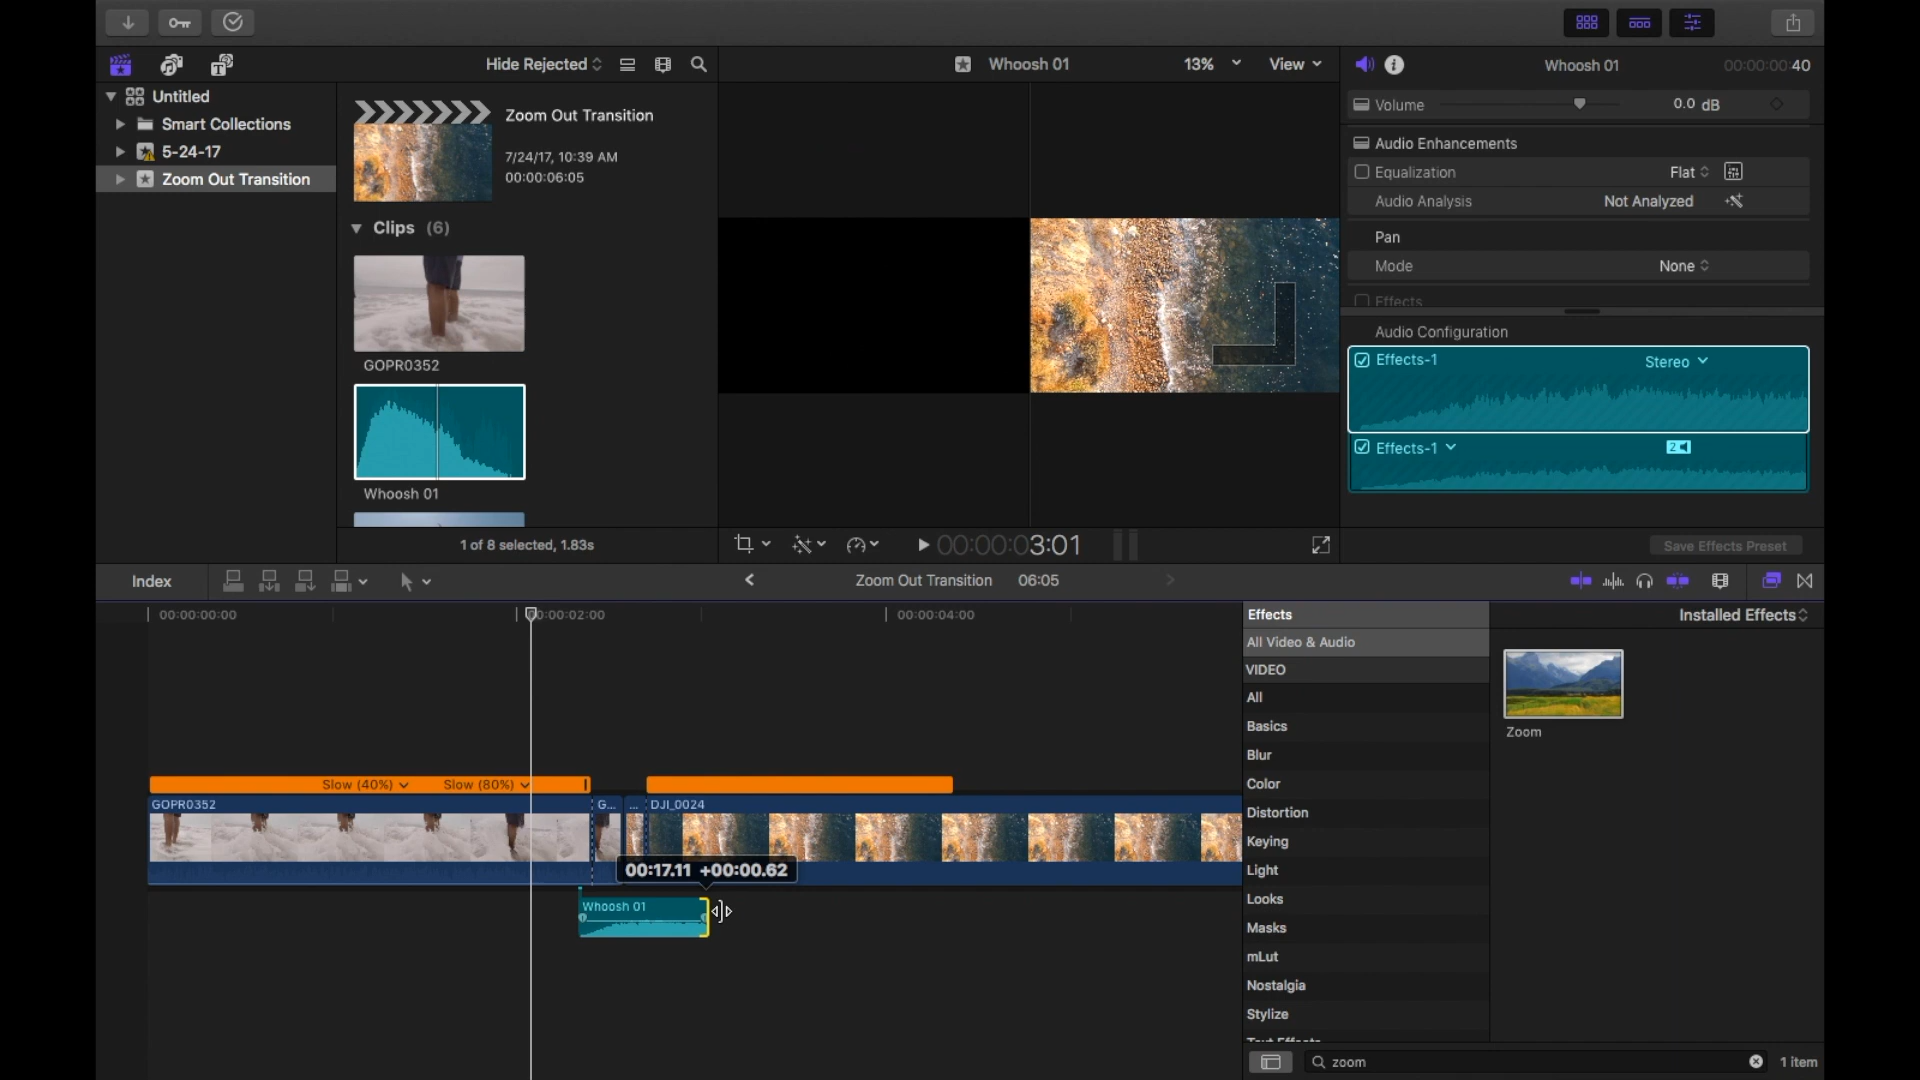 Hide Rejected
Whoosh 01
13%
View
Whoosh 01
00:00:00:40
Untitled
Smart Collections
5-24-17
Zoom Out Transition
Zoom Out Transition
7/24/17, 10:39 AM
00:00:06:05
Clips (6)
GOPR0352
Whoosh 01
1 of 8 selected, 1.83s
00:00:03:01
Volume
0.0 dB
Audio Enhancements
Equalization
Flat
Audio Analysis
Not Analyzed
Pan
Mode
None
Effects
Audio Configuration
Effects-1
Stereo
Effects-1
2
Save Effects Preset
Index
Zoom Out Transition
06:05
00:00:00:00
00:00:02:00
00:00:04:00
Slow (40%)
Slow (80%)
GOPR0352
G...
...
DJI_0024
00:17.11 +00:00.62
Whoosh 01
Effects
Installed Effects
All Video & Audio
VIDEO
All
Basics
Blur
Color
Distortion
Keying
Light
Looks
Masks
mLut
Nostalgia
Stylize
Text Effects
Zoom
zoom
1 item